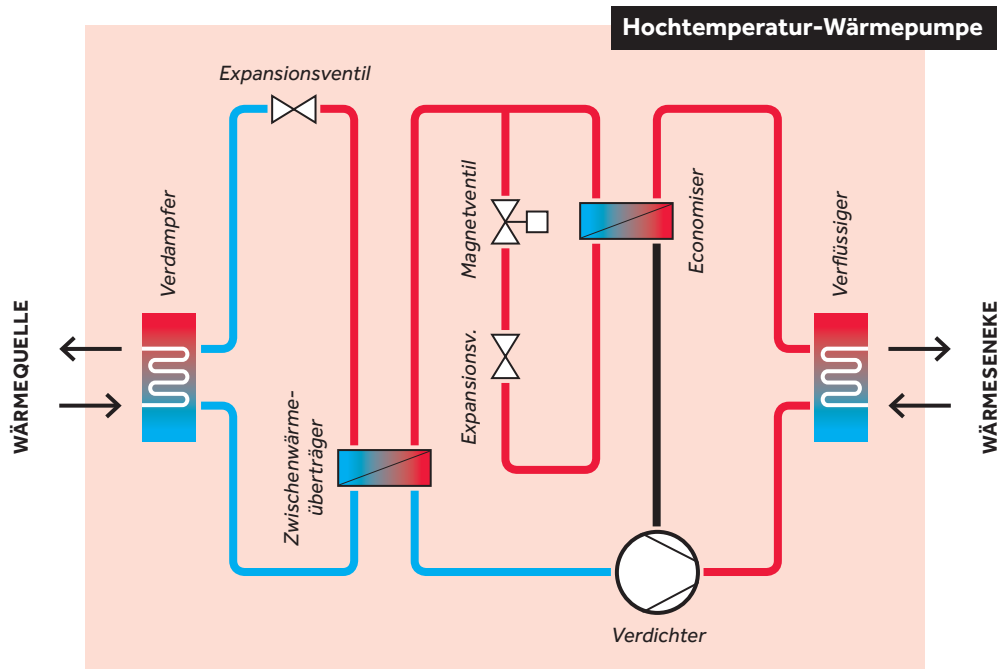 Hochtemperatur-Wärmepumpe
Expansionsventil
Verdampfer
Magnetventil
Economiser
Verflüssiger
WÄRMEQUELLE
WÄRMESENEKE
Expansionsv.
Zwischenwärme-
überträger
Verdichter